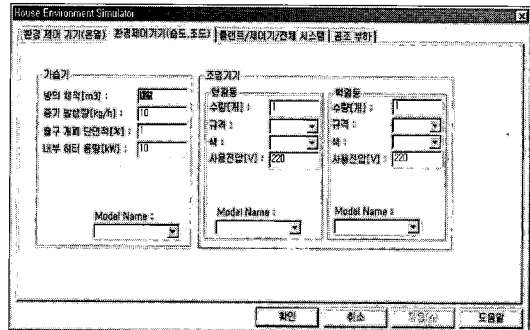 House Environment Simulator
환경 제어 기기(온열)
환경제어기기(습도,조도)
플랜트/제어기/전체 시스템
공조 부하
가습기
방의 체적[m3] :
증기 발생량[kg/h] : 10
출구 개폐 단면적[%] : 1
내부 히터 용량[kW] : 10
Model Name :
조명기기
형광등
수량[개] : 1
규격 :
색 :
사용전압[V] : 220
Model Name :
백열등
수량[개] : 1
규격 :
색 :
사용전압[V] : 220
Model Name :
확인
취소
도움말